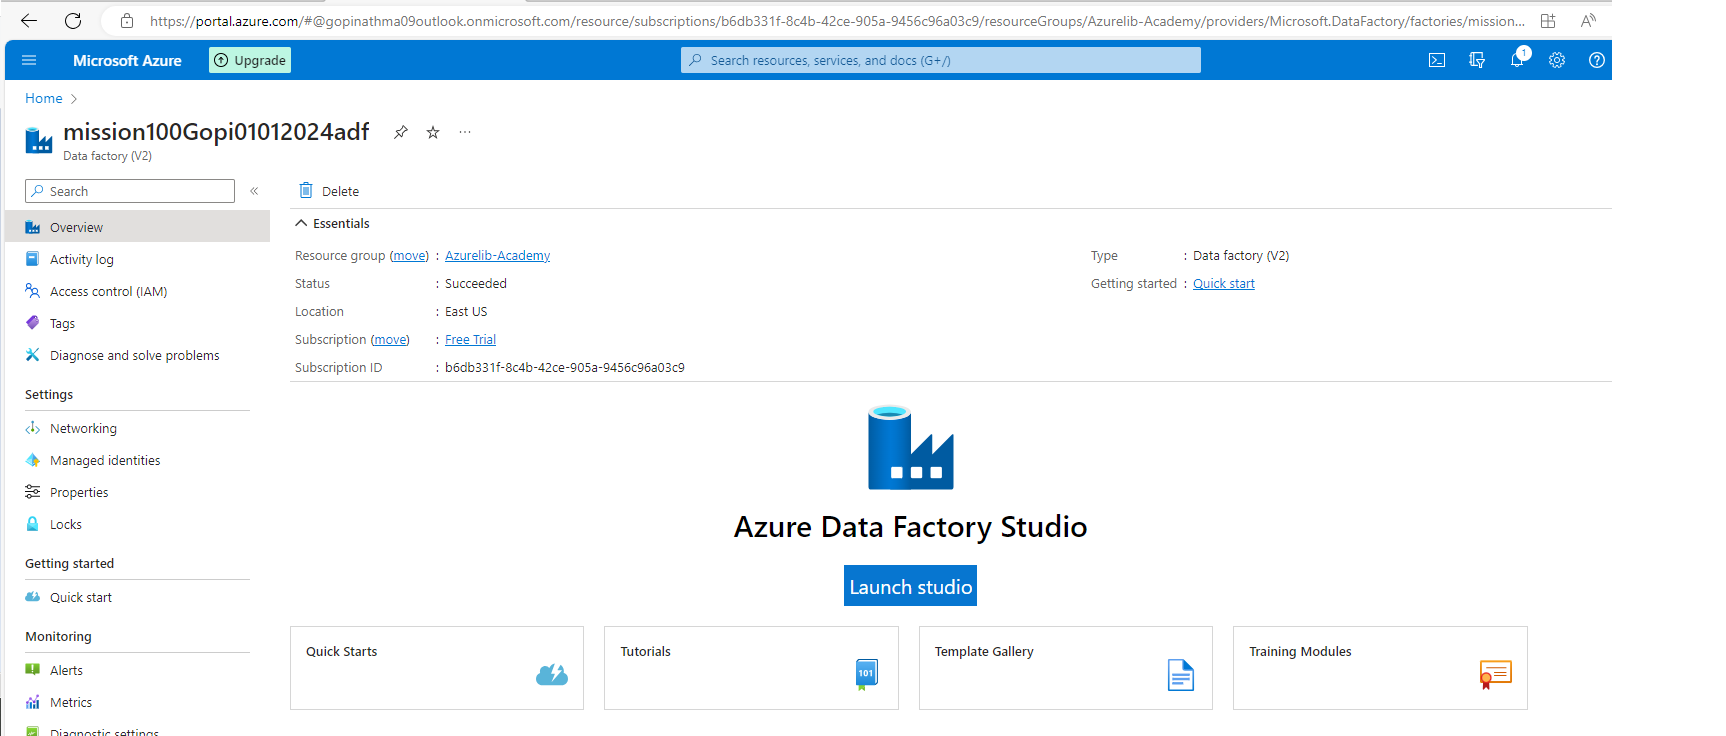 https://portal.azure.com/#@gopinathma09outlook.onmicrosoft.com/resource/subscriptions/b6db331f-8c4b-42ce-905a-9456c96a03c9/resourceGroups/Azurelib-Academy/providers/Microsoft.DataFactory/factories/mission...
Microsoft Azure
Upgrade
Search resources, services, and docs (G+/)
1
Home >
mission100Gopi01012024adf
Data factory (V2)
Search
Delete
Overview
Activity log
Access control (IAM)
Tags
Diagnose and solve problems
Settings
Networking
Managed identities
Properties
Locks
Getting started
Quick start
Monitoring
Alerts
Metrics
Diagnostic settings
Essentials
Resource group (move) : Azurelib-Academy
Status : Succeeded
Location : East US
Subscription (move) : Free Trial
Subscription ID : b6db331f-8c4b-42ce-905a-9456c96a03c9
Type : Data factory (V2)
Getting started : Quick start
Azure Data Factory Studio
Launch studio
Quick Starts
Tutorials
101
Template Gallery
Training Modules